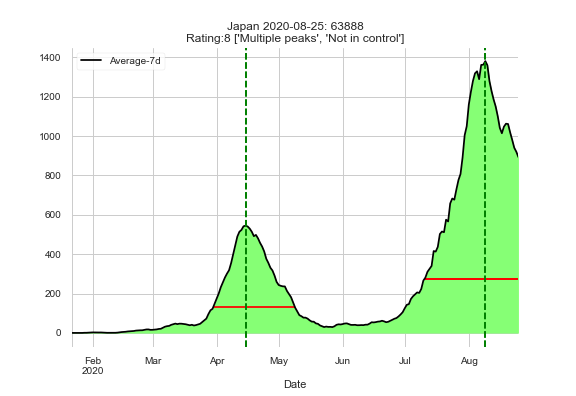 Japan 2020-08-25: 63888
Rating:8 ['Multiple peaks', 'Not in control']
Average-7d
1400
1200
1000
800
600
400
200
0
Feb Mar Apr May Jun Jul Aug
2020
Date